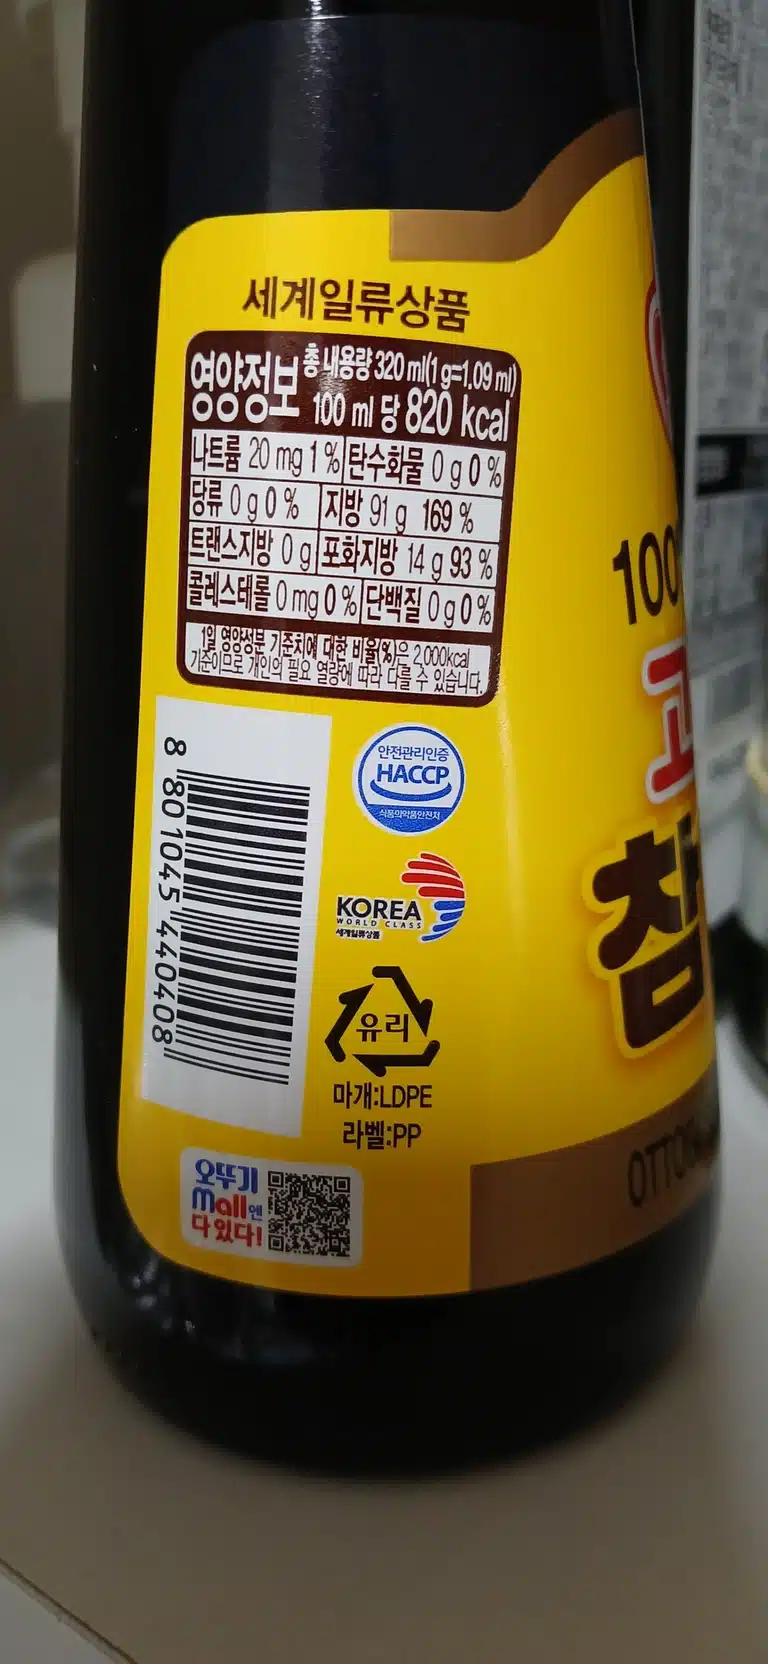 세계일류상품
영양정보
총 내용량 320 ml(1 g=1.09 ml)
100 ml 당 820 kcal
나트륨 20 mg 1 % 탄수화물 0 g 0 %
당류 0 g 0 % 지방 91 g 169 %
트랜스지방 0 g 포화지방 14 g 93 %
콜레스테롤 0 mg 0 % 단백질 0 g 0 %
1일 영양성분 기준치에 대한 비율(%)은 2,000kcal
기준이므로 개인의 필요 열량에 따라 다를 수 있습니다.
8 801045 440408
안전관리인증
HACCP
식품의약품안전처
KOREA
WORLD CLASS
세계일류상품
유리
마개:LDPE
라벨:PP
오뚜기
mall엔
다 있다!
100
고
참
OTTO